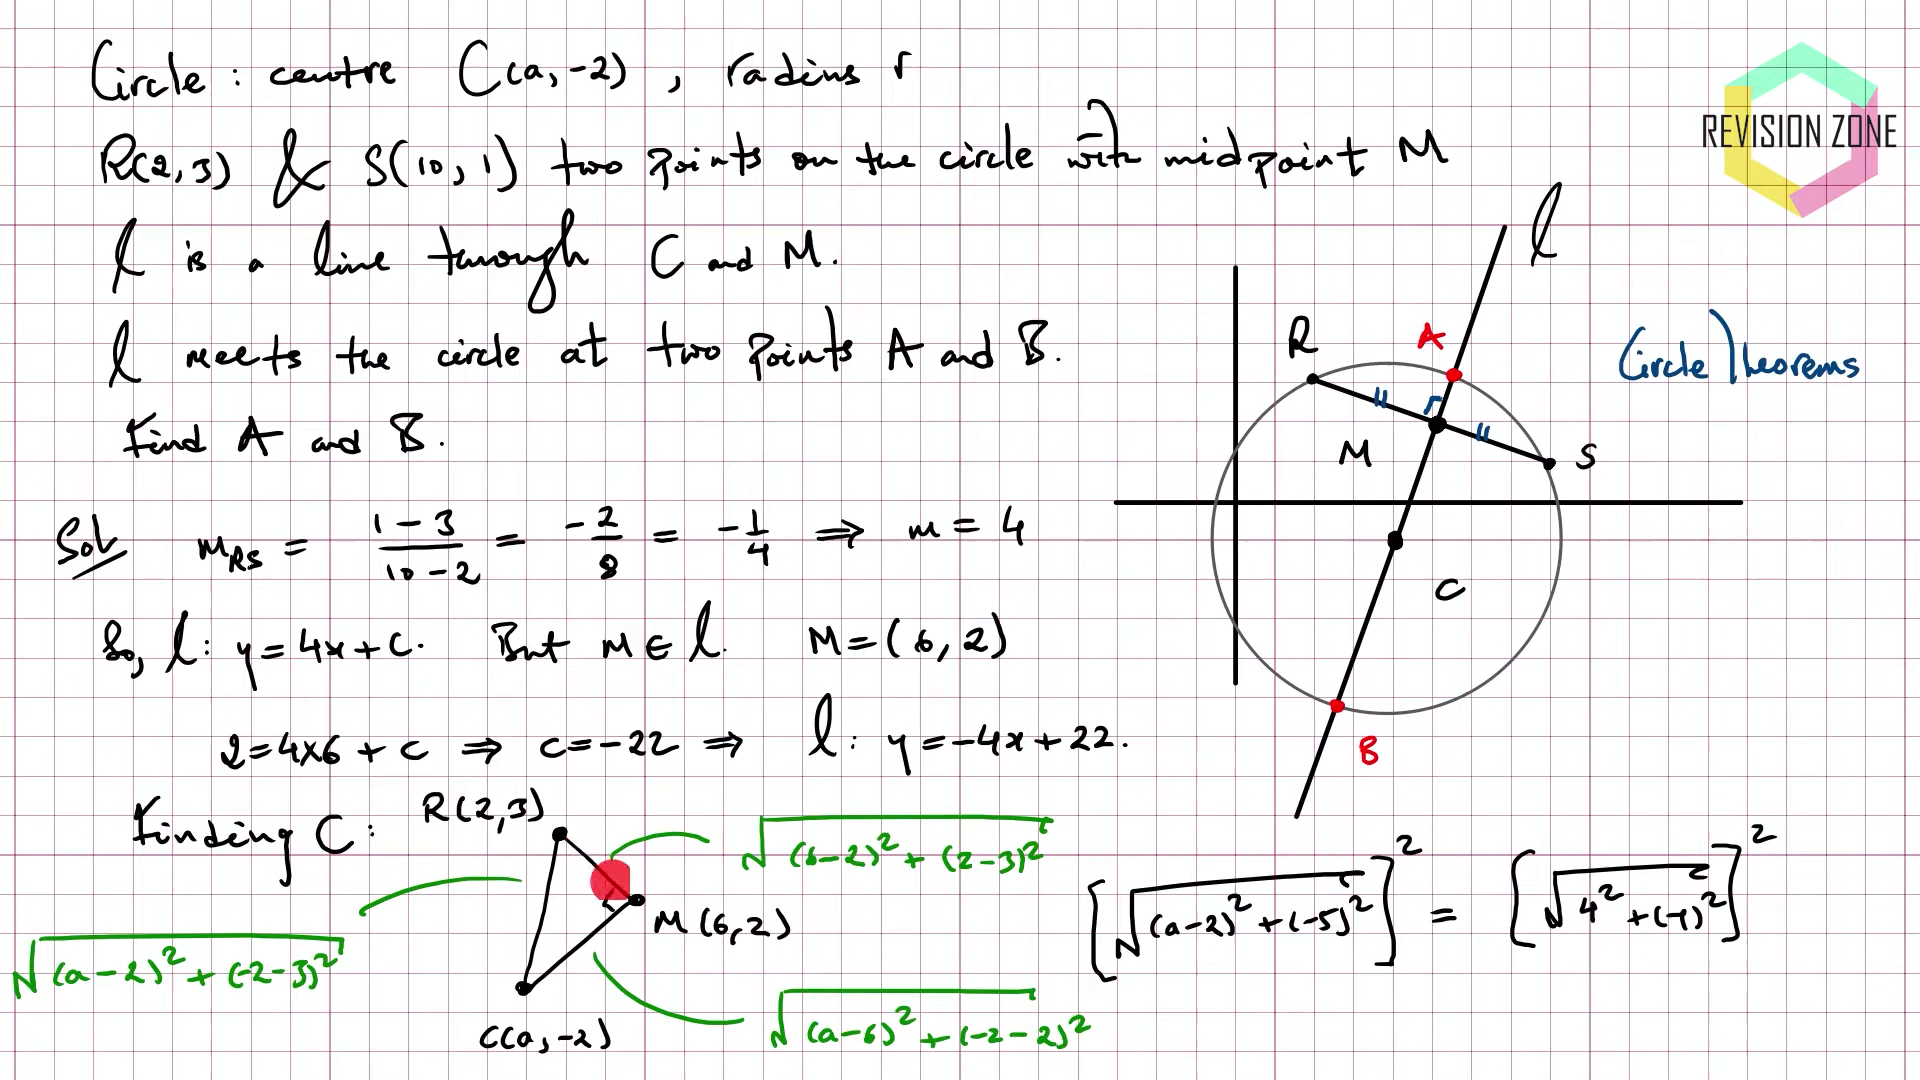 Circle : centre C(a, -2) , radius r
REVISION ZONE
R(2,3) & S(10,1) two points on the circle with midpoint M
l is a line through C and M.
l meets the circle at two points A and B.
Find A and B.
l
R
A
Circle Theorems
M
S
C
B
Sol m_RS = (1-3)/(10-2) = -2/8 = -1/4 ⇒ m = 4
So, l: y = 4x + c. But M ∈ l. M = (6, 2)
2 = 4×6 + c ⇒ c = -22 ⇒ l: y = -4x + 22.
Finding C:
R(2,3)
√((6-2)² + (2-3)²)
M(6,2)
√((a-2)² + (-2-3)²)
C(a,-2)
√((a-6)² + (-2-2)²)
[√((a-2)² + (-5)²)]² = [√(4² + (-1)²)]²